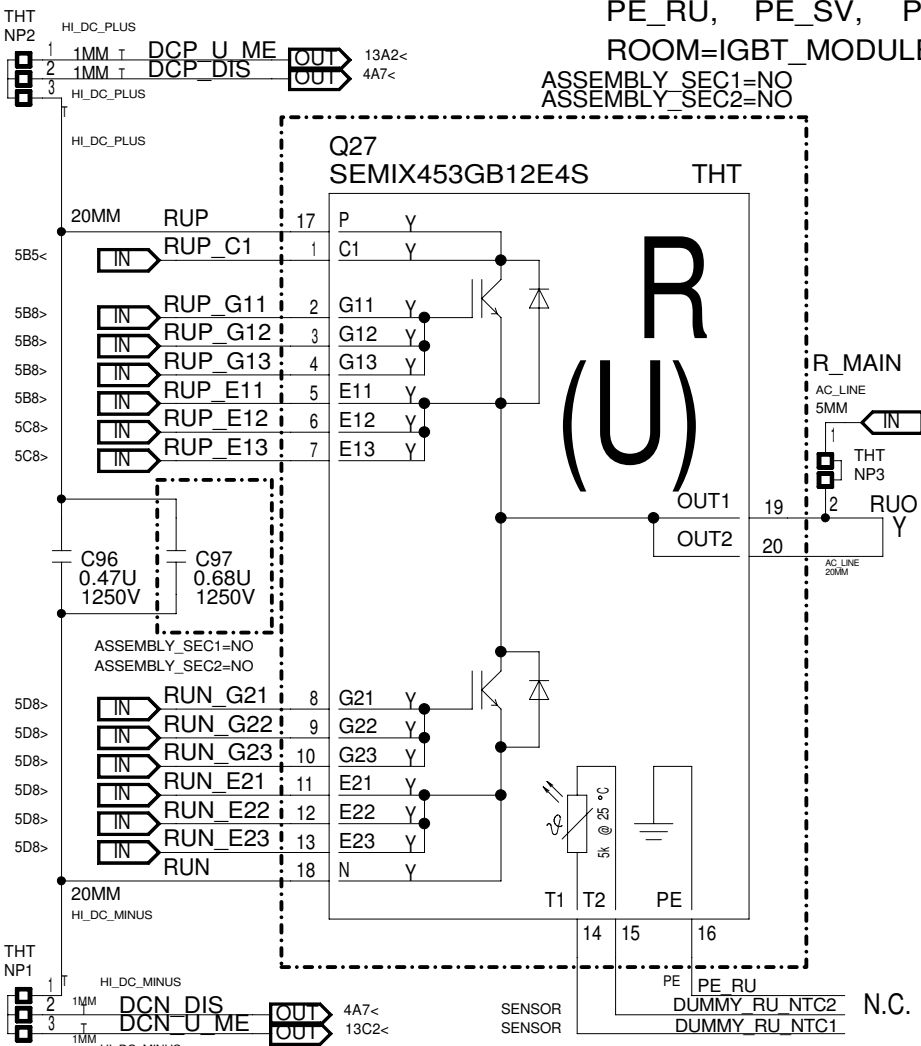 PE_RU, PE_SV, P
ROOM=IGBT_MODULE
ASSEMBLY_SEC1=NO
ASSEMBLY_SEC2=NO
THT
NP2
HI_DC_PLUS
1 1MM T DCP_U_ME OUT 13A2<
2 1MM T DCP_DIS OUT 4A7<
3
HI_DC_PLUS
T
HI_DC_PLUS
Q27
SEMIX453GB12E4S THT
20MM RUP 17 P Y
5B5< IN RUP_C1 1 C1 Y
5B8> IN RUP_G11 2 G11 Y
5B8> IN RUP_G12 3 G12 Y
5B8> IN RUP_G13 4 G13 Y
5B8> IN RUP_E11 5 E11 Y
5C8> IN RUP_E12 6 E12 Y
5C8> IN RUP_E13 7 E13 Y
R
(U)
R_MAIN
AC_LINE
5MM
IN
1
THT
NP3
2
OUT1 19
OUT2 20
RUO
Y
AC_LINE
20MM
C96
0.47U
1250V
C97
0.68U
1250V
ASSEMBLY_SEC1=NO
ASSEMBLY_SEC2=NO
5D8> IN RUN_G21 8 G21 Y
5D8> IN RUN_G22 9 G22 Y
5D8> IN RUN_G23 10 G23 Y
5D8> IN RUN_E21 11 E21 Y
5D8> IN RUN_E22 12 E22 Y
5D8> IN RUN_E23 13 E23 Y
RUN 18 N Y
20MM
HI_DC_MINUS
ϑ
5k @ 25 °C
T1 T2 PE
14 15 16
THT
NP1
1 T HI_DC_MINUS
2 1MM T DCN_DIS OUT 4A7<
3 T 1MM DCN_U_ME OUT 13C2<
HI_DC_MINUS
PE PE_RU
SENSOR DUMMY_RU_NTC2 N.C.
SENSOR DUMMY_RU_NTC1